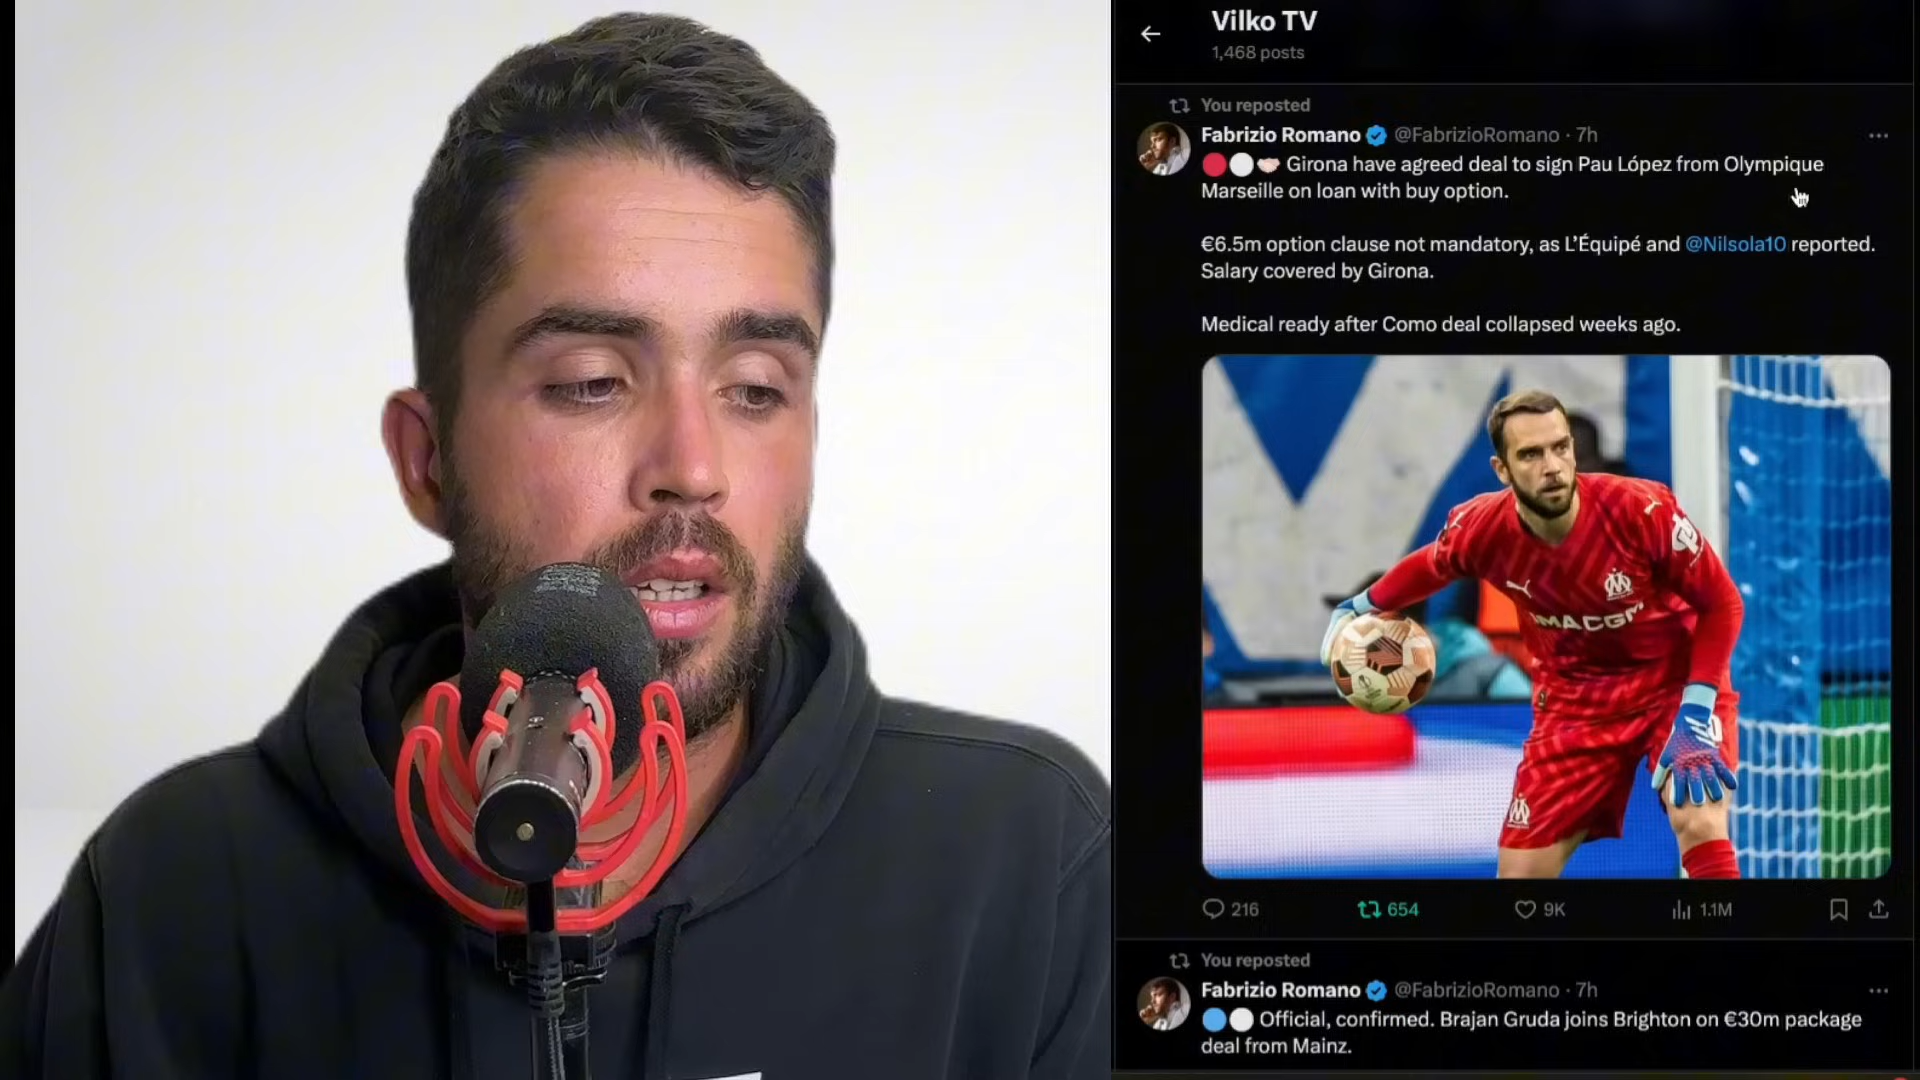 Vilko TV
1,468 posts
You reposted
Fabrizio Romano @FabrizioRomano · 7h
Girona have agreed deal to sign Pau López from Olympique
Marseille on loan with buy option.
€6.5m option clause not mandatory, as L'Équipé and @Nilsola10 reported.
Salary covered by Girona.
Medical ready after Como deal collapsed weeks ago.
CMA CGM
216 654 9K 1.1M
You reposted
Fabrizio Romano @FabrizioRomano · 7h
Official, confirmed. Brajan Gruda joins Brighton on €30m package
deal from Mainz.